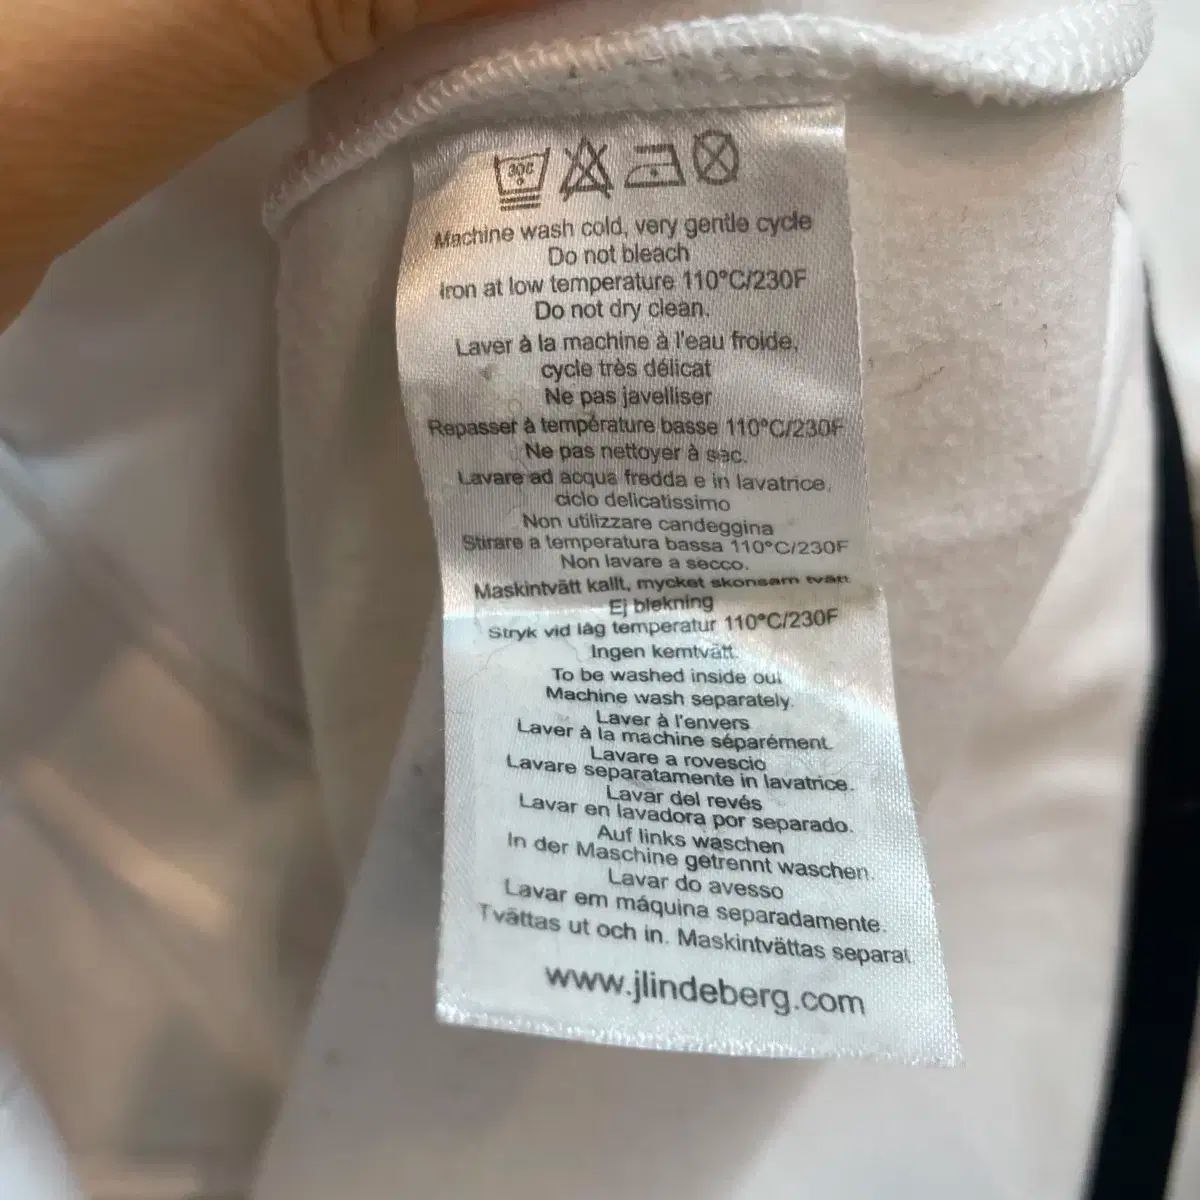 30C
Machine wash cold, very gentle cycle
Do not bleach
Iron at low temperature 110°C/230F
Do not dry clean.
Laver à la machine à l'eau froide,
cycle très délicat
Ne pas javelliser
Repasser à température basse 110°C/230F
Ne pas nettoyer à sec.
Lavare ad acqua fredda e in lavatrice,
ciclo delicatissimo
Non utilizzare candeggina
Stirare a temperatura bassa 110°C/230F
Non lavare a secco.
Maskintvätt kallt, mycket skonsam tvätt
Ej blekning
Stryk vid låg temperatur 110°C/230F
Ingen kemtvätt.
To be washed inside out
Machine wash separately.
Laver à l'envers
Laver à la machine séparément.
Lavare a rovescio
Lavare separatamente in lavatrice.
Lavar del revés
Lavar en lavadora por separado.
Auf links waschen
In der Maschine getrennt waschen.
Lavar do avesso
Lavar em máquina separadamente.
Tvättas ut och in. Maskintvättas separat.
www.jlindeberg.com